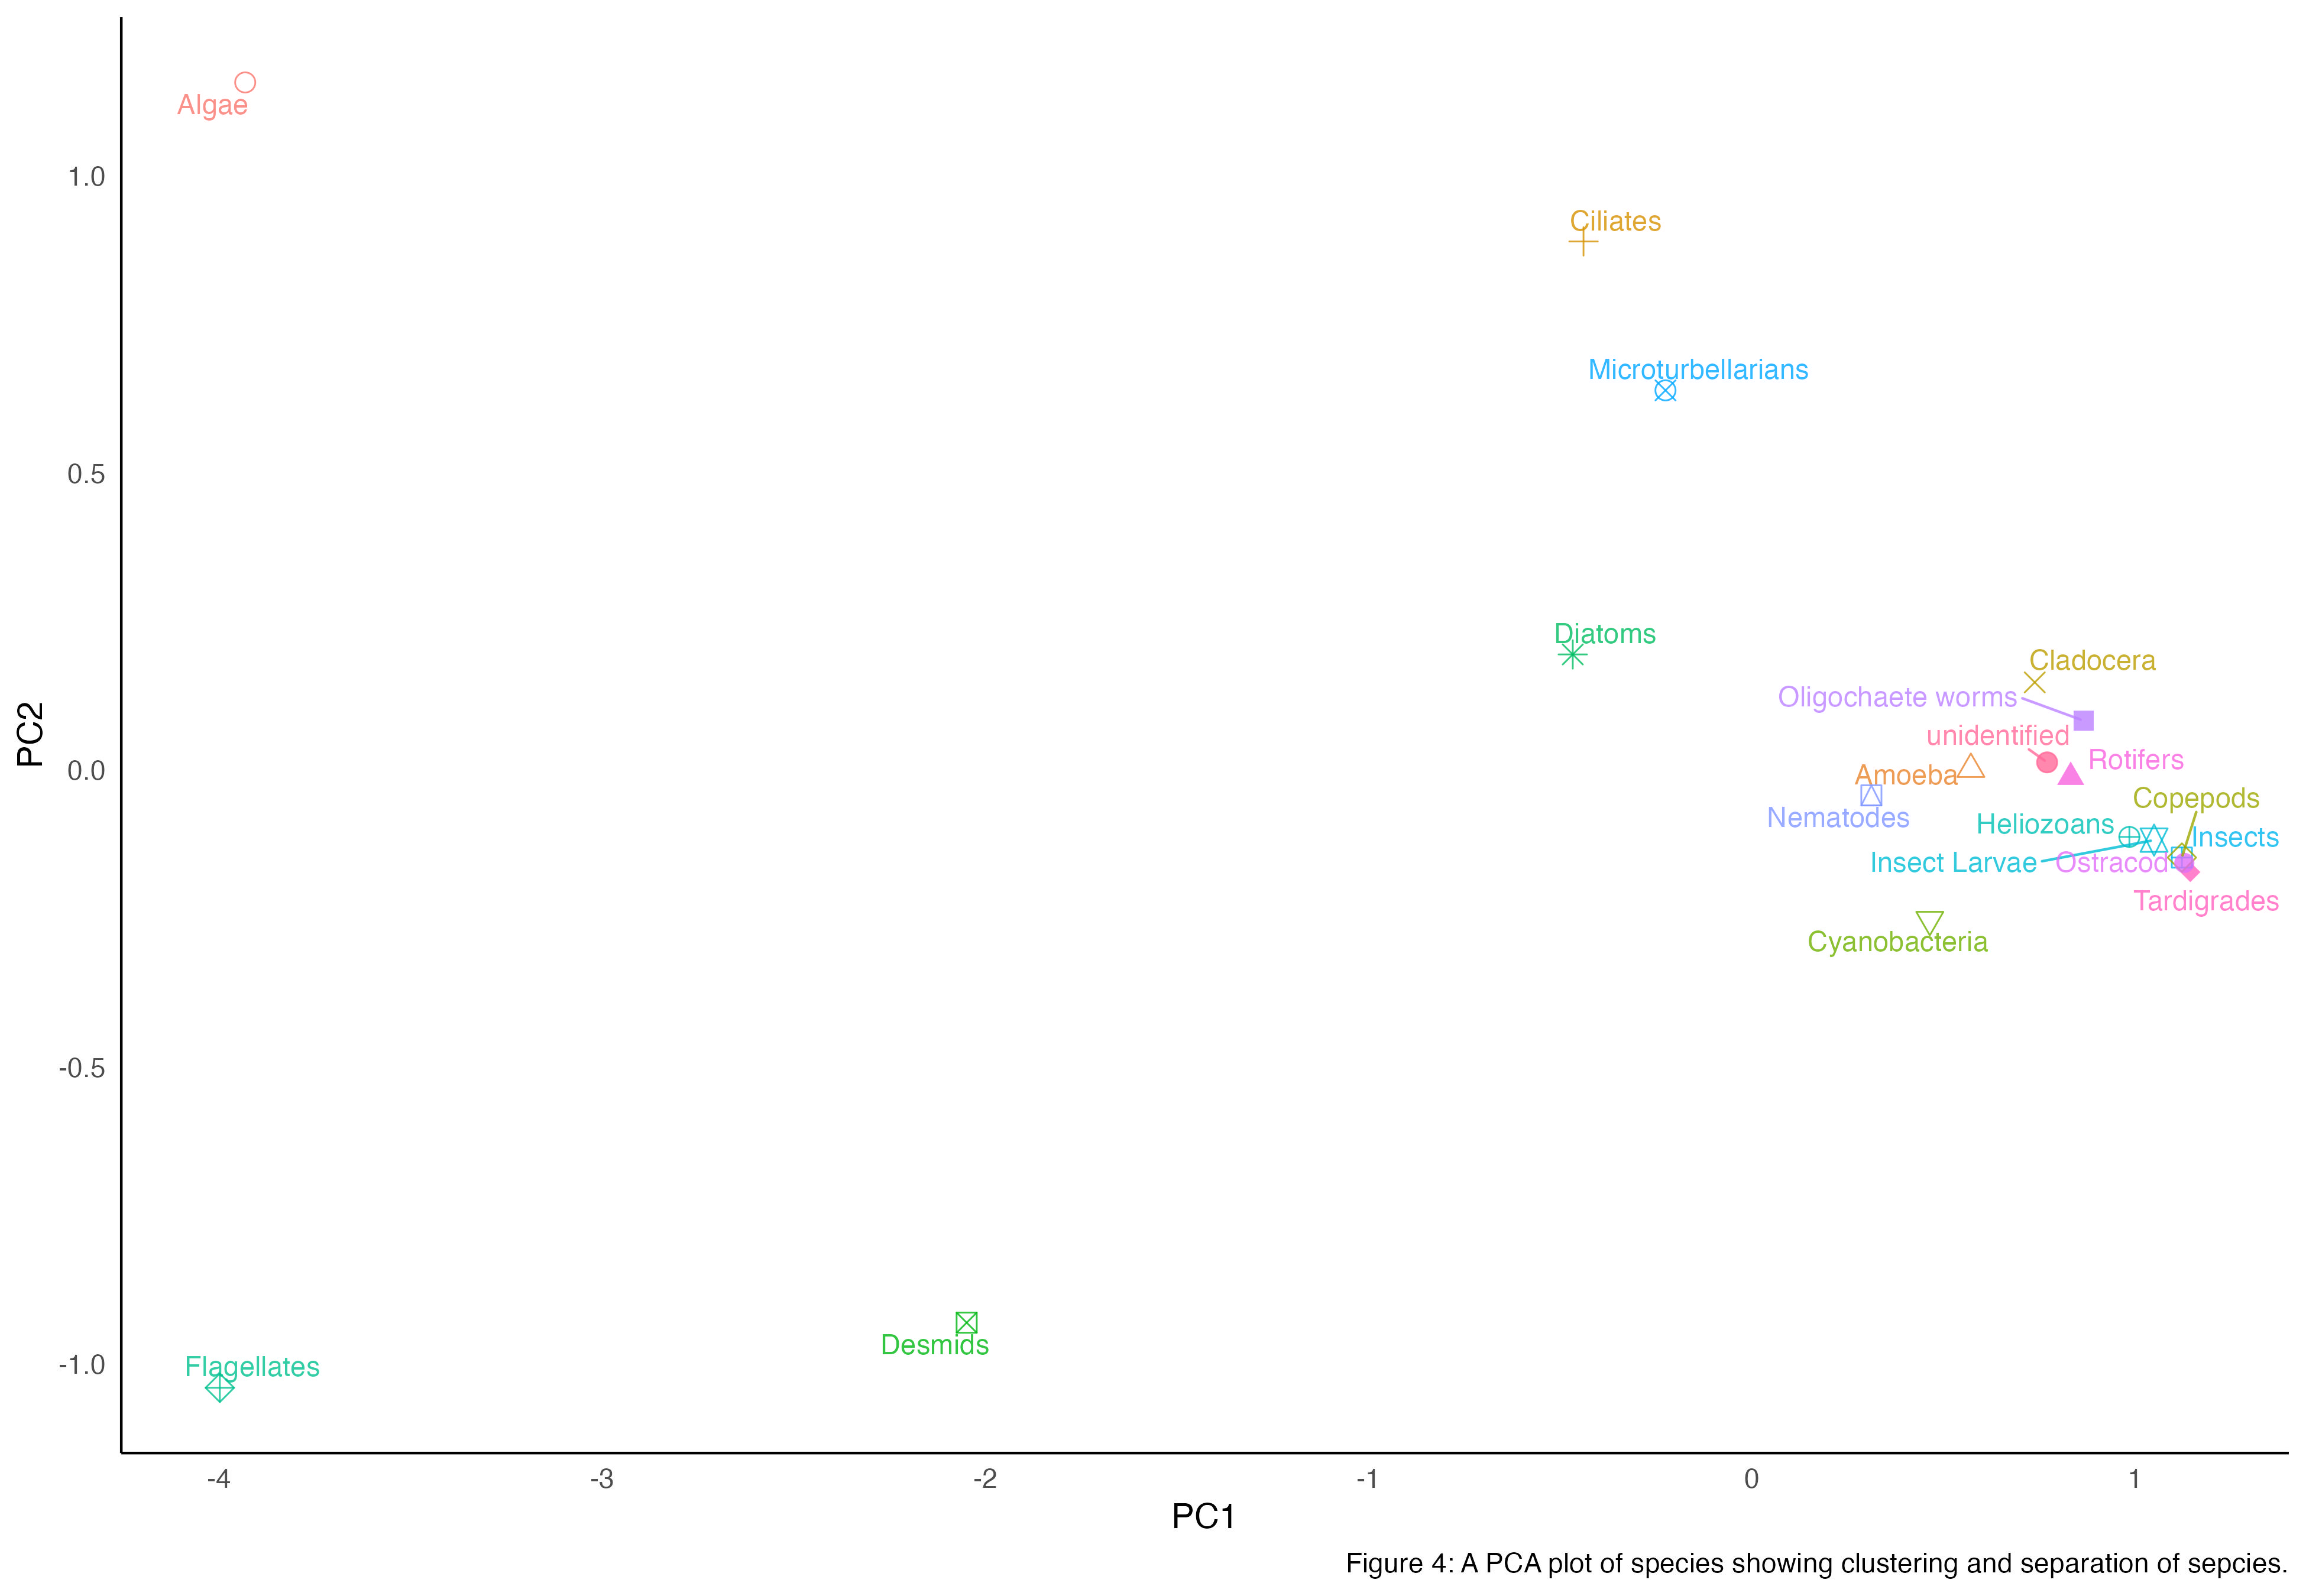 Algae
1.0
Ciliates
Microturbellarians
0.5
Diatoms
Cladocera
Oligochaete worms
unidentified
Rotifers
PC2
0.0
Amoeba
Copepods
Nematodes
Heliozoans
Insects
Insect Larvae
Ostracod
Tardigrades
Cyanobacteria
-0.5
Desmids
-1.0
Flagellates
-4 -3 -2 -1 0 1
PC1
Figure 4: A PCA plot of species showing clustering and separation of sepcies.